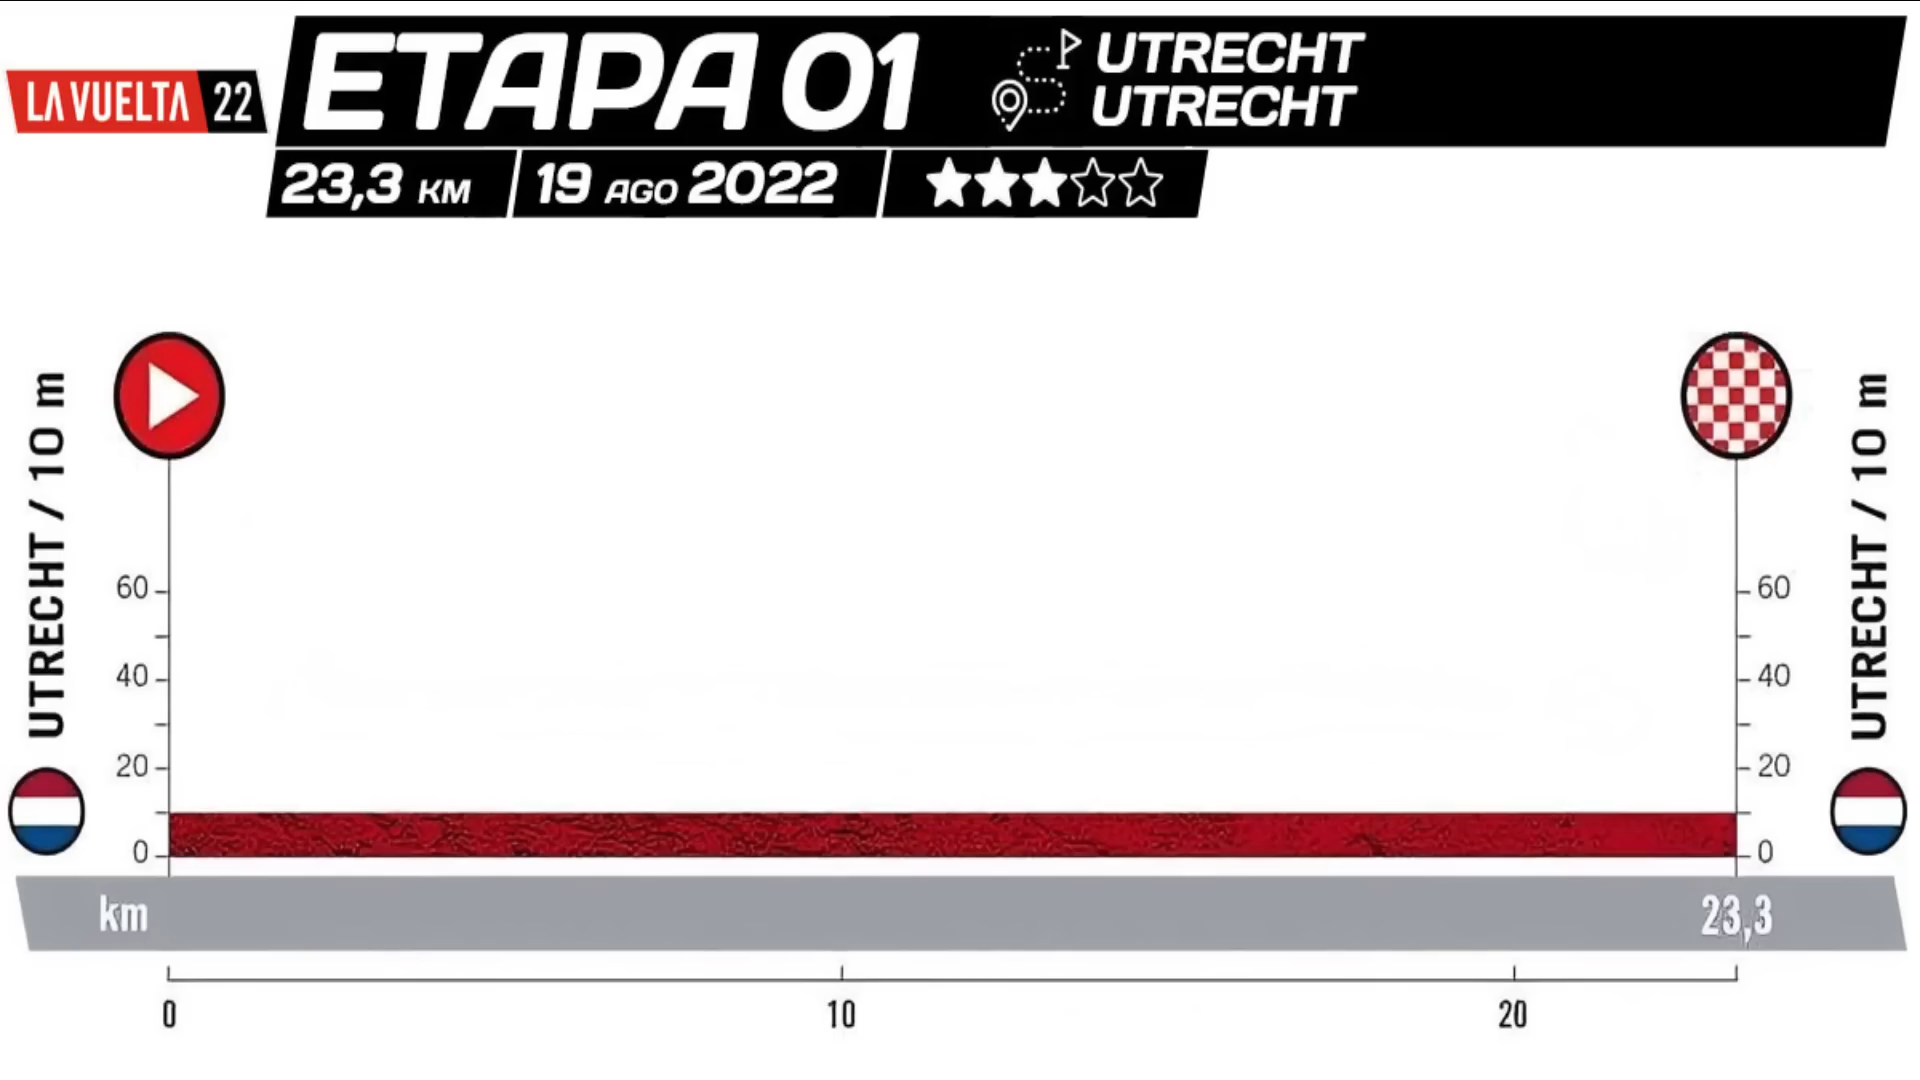 LA VUELTA 22
ETAPA 01
UTRECHT
UTRECHT
23,3 KM
19 AGO 2022
UTRECHT / 10 m
60
40
20
0
60
40
20
0
UTRECHT / 10 m
km
23,3
0
10
20